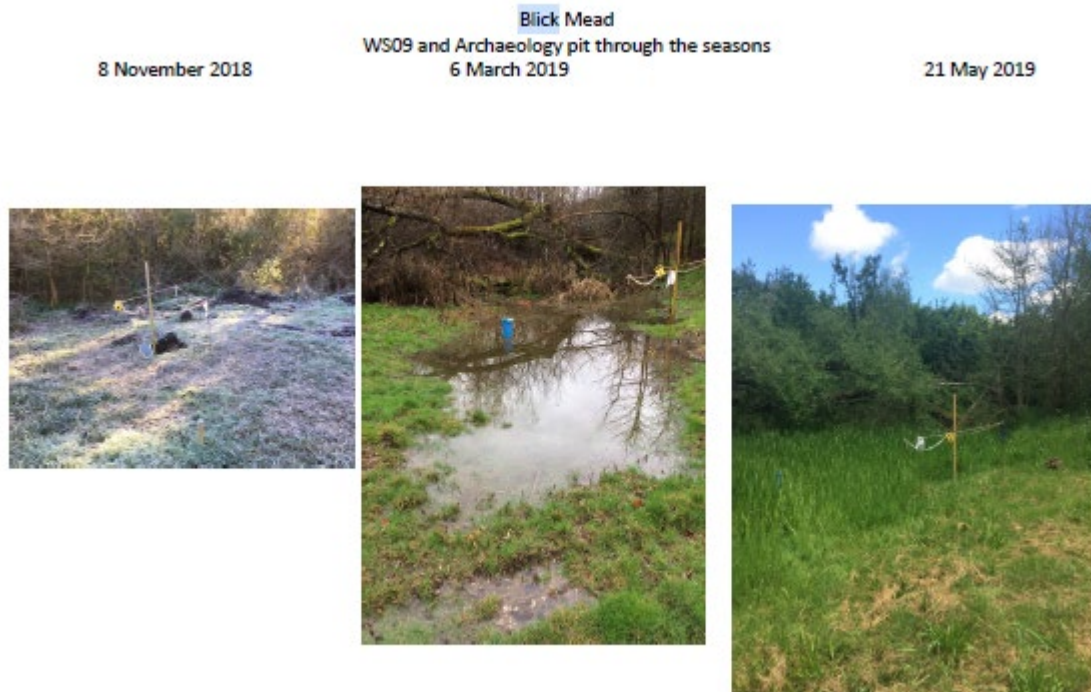 Blick Mead
WS09 and Archaeology pit through the seasons
8 November 2018 6 March 2019 21 May 2019